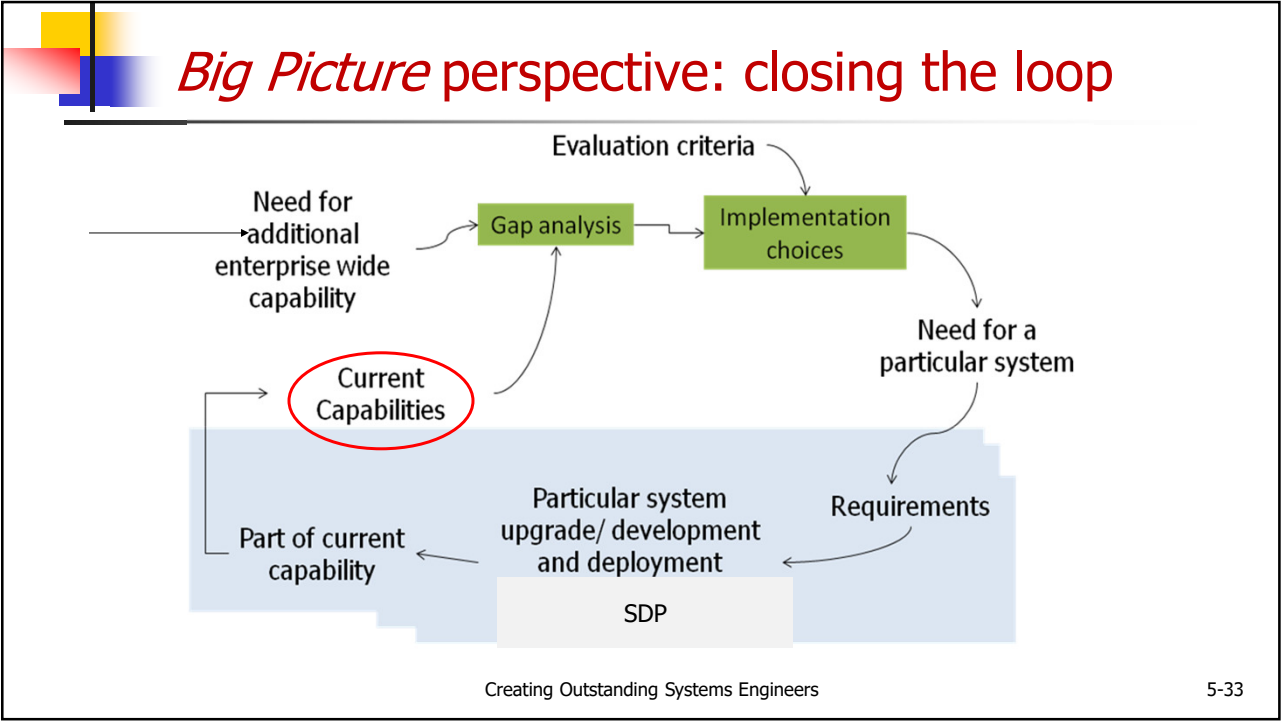 Big Picture perspective: closing the loop
Evaluation criteria
Need for
additional
enterprise wide
capability
Gap analysis
Implementation
choices
Need for a
particular system
Current
Capabilities
Requirements
Particular system
upgrade/ development
and deployment
Part of current
capability
SDP
Creating Outstanding Systems Engineers
5-33